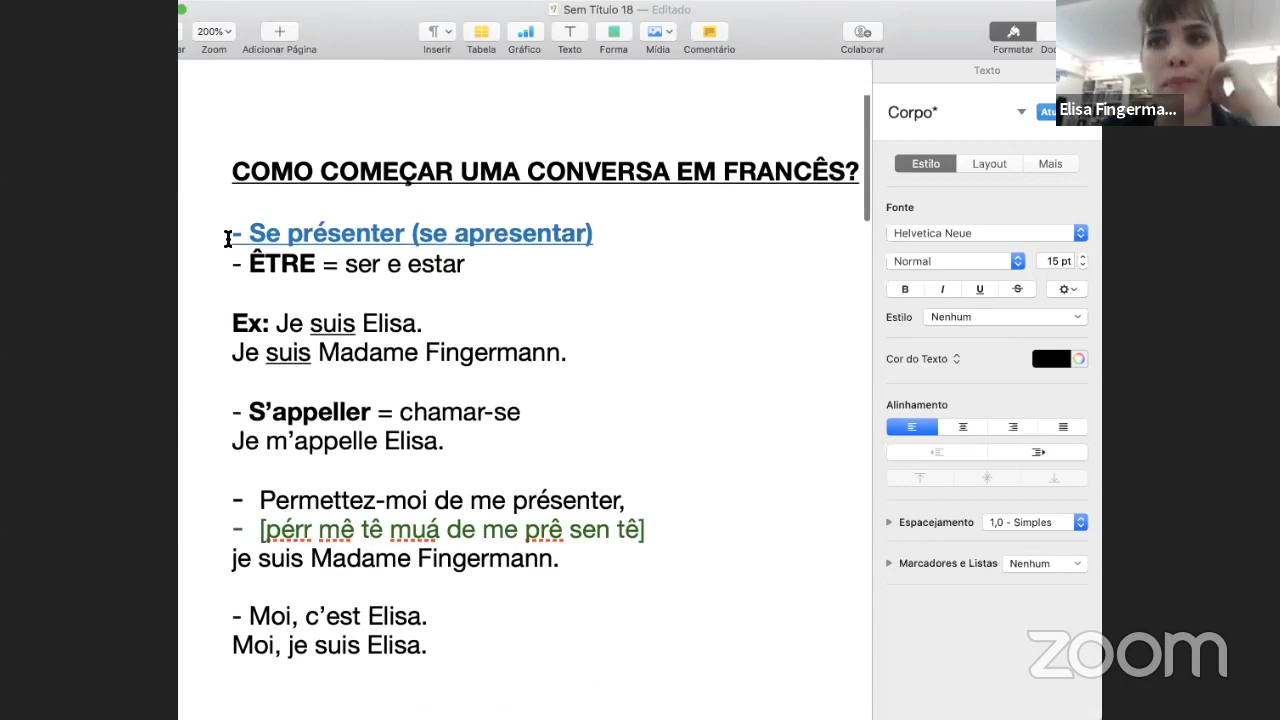 Sem Título 18 — Editado
200%
Zoom
Adicionar Página
Inserir
Tabela
Gráfico
Texto
Forma
Mídia
Comentário
Colaborar
Formatar
Texto
Elisa Fingerma...
Corpo*
COMO COMEÇAR UMA CONVERSA EM FRANCÊS?
- Se présenter (se apresentar)
- ÊTRE = ser e estar
Ex: Je suis Elisa.
Je suis Madame Fingermann.
- S’appeller = chamar-se
Je m’appelle Elisa.
- Permettez-moi de me présenter,
- [pérr mê tê muá de me prê sen tê]
je suis Madame Fingermann.
- Moi, c’est Elisa.
Moi, je suis Elisa.
Estilo Layout Mais
Fonte
Helvetica Neue
Normal 15 pt
B I U S
Estilo Nenhum
Cor do Texto
Alinhamento
Espaçejamento 1,0 - Simples
Marcadores e Listas Nenhum
zoom